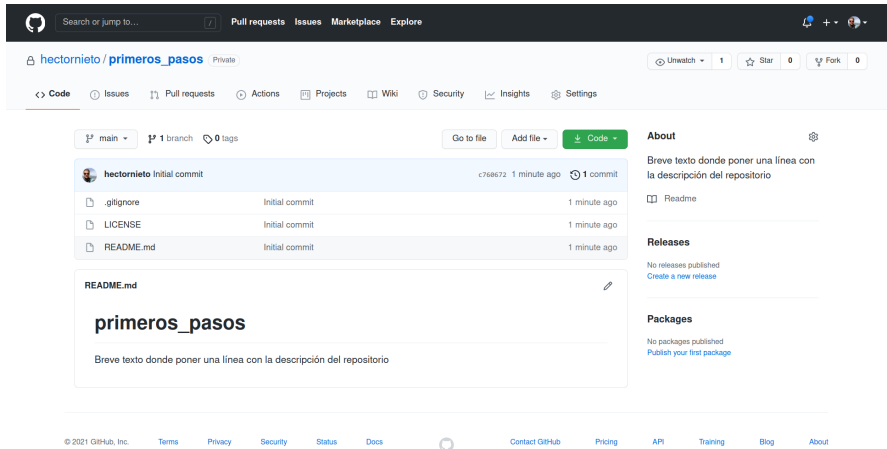 Search or jump to... / Pull requests Issues Marketplace Explore
hectornieto / primeros_pasos Private Unwatch 1 Star 0 Fork 0
Code Issues Pull requests Actions Projects Wiki Security Insights Settings
main 1 branch 0 tags Go to file Add file Code
hectornieto Initial commit c760672 1 minute ago 1 commit
.gitignore Initial commit 1 minute ago
LICENSE Initial commit 1 minute ago
README.md Initial commit 1 minute ago
README.md
primeros_pasos
Breve texto donde poner una línea con la descripción del repositorio
About
Breve texto donde poner una línea con
la descripción del repositorio
Readme
Releases
No releases published
Create a new release
Packages
No packages published
Publish your first package
© 2021 GitHub, Inc. Terms Privacy Security Status Docs Contact GitHub Pricing API Training Blog About